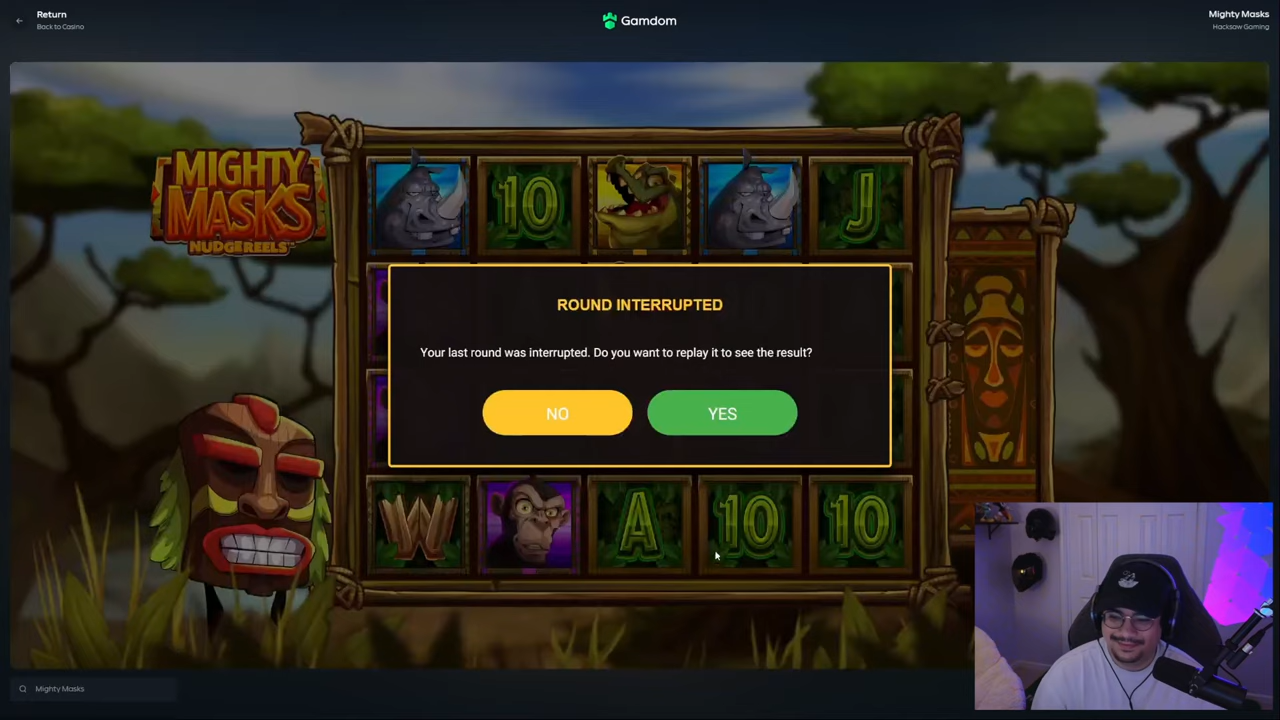 Return
Back to Casino
Gamdom
Mighty Masks
Hacksaw Gaming
MIGHTY
MASKS
NUDGEREELS™
10
J
ROUND INTERRUPTED
Your last round was interrupted. Do you want to replay it to see the result?
NO
YES
W
A
10
10
Mighty Masks